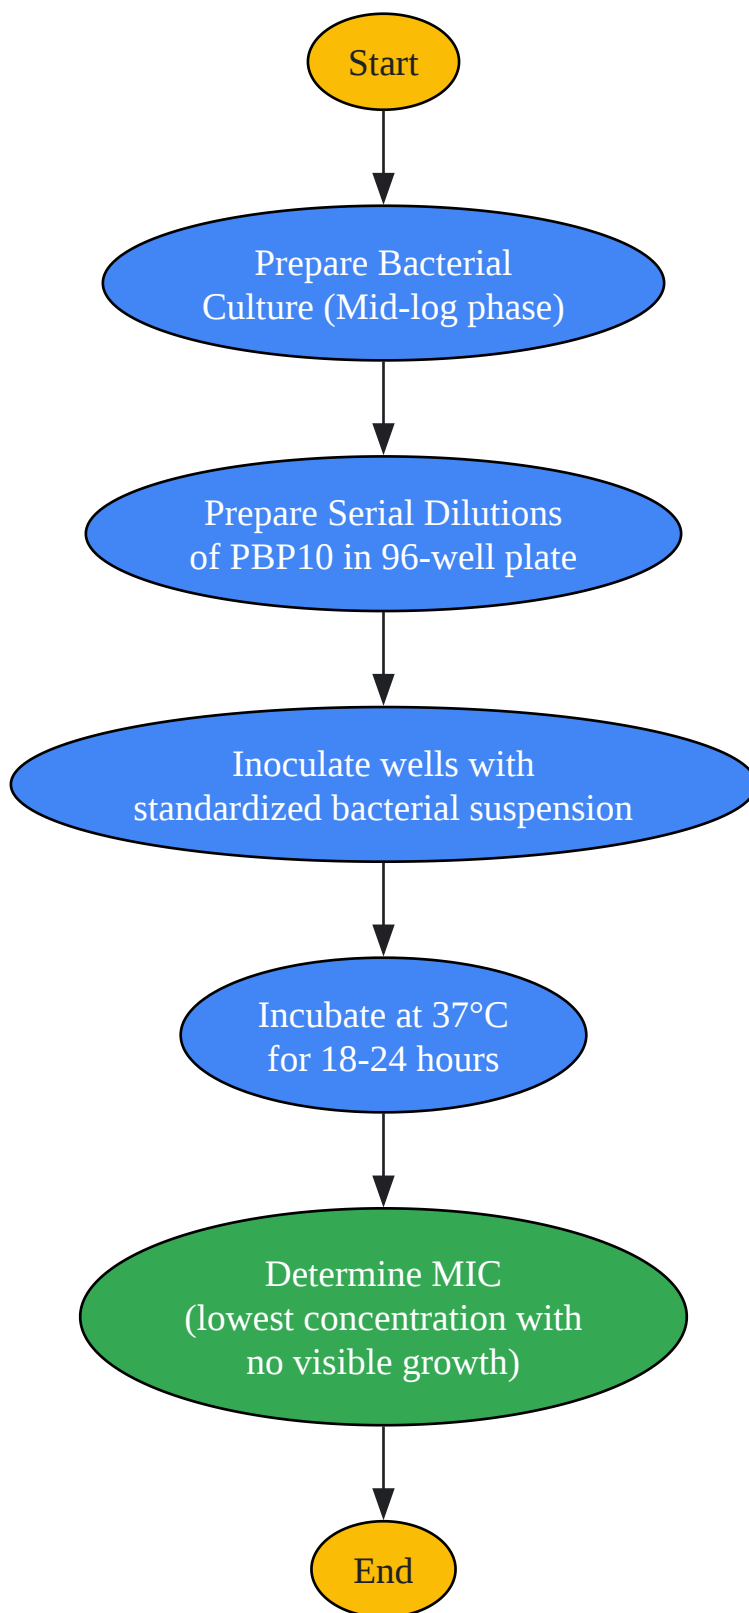 Start
Prepare Bacterial
Culture (Mid-log phase)
Prepare Serial Dilutions
of PBP10 in 96-well plate
Inoculate wells with
standardized bacterial suspension
Incubate at 37°C
for 18-24 hours
Determine MIC
(lowest concentration with
no visible growth)
End